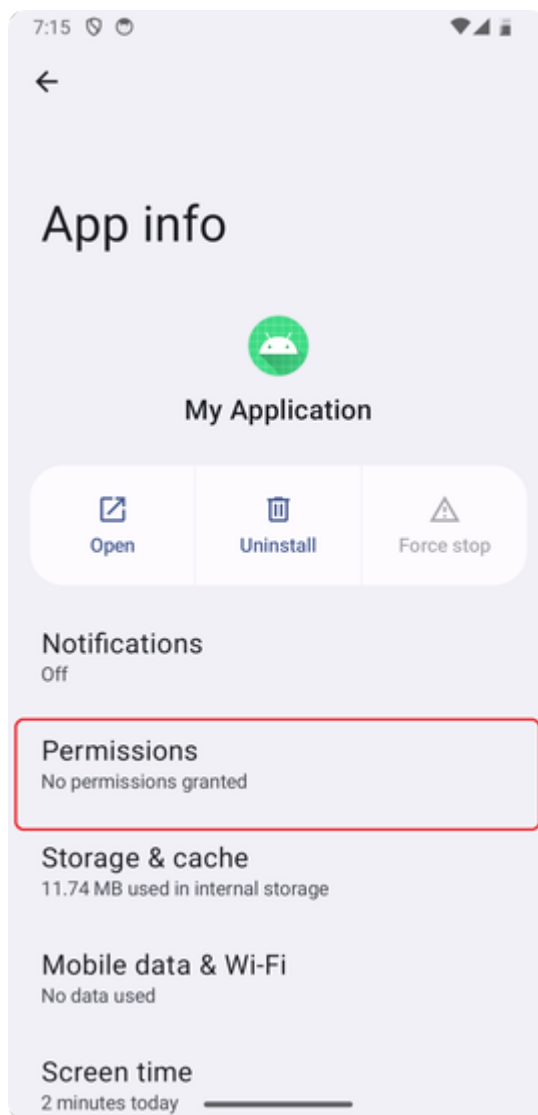 7:15
App info
My Application
Open Uninstall Force stop
Notifications
Off
Permissions
No permissions granted
Storage & cache
11.74 MB used in internal storage
Mobile data & Wi-Fi
No data used
Screen time
2 minutes today